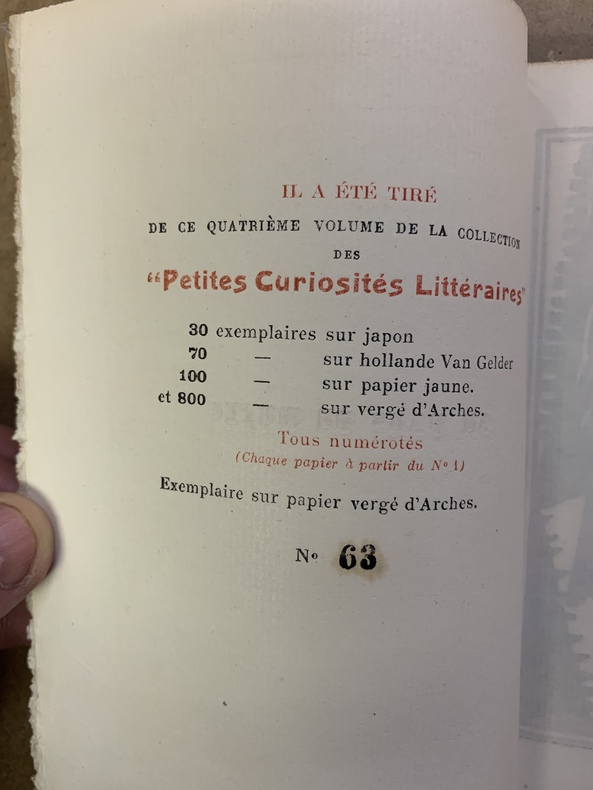 IL A ÉTÉ TIRÉ
DE CE QUATRIÈME VOLUME DE LA COLLECTION
DES
“Petites Curiosités Littéraires”
30 exemplaires sur japon
70 — sur hollande Van Gelder
100 — sur papier jaune.
et 800 — sur vergé d'Arches.
Tous numérotés
(Chaque papier à partir du No 1)
Exemplaire sur papier vergé d'Arches.
No 63